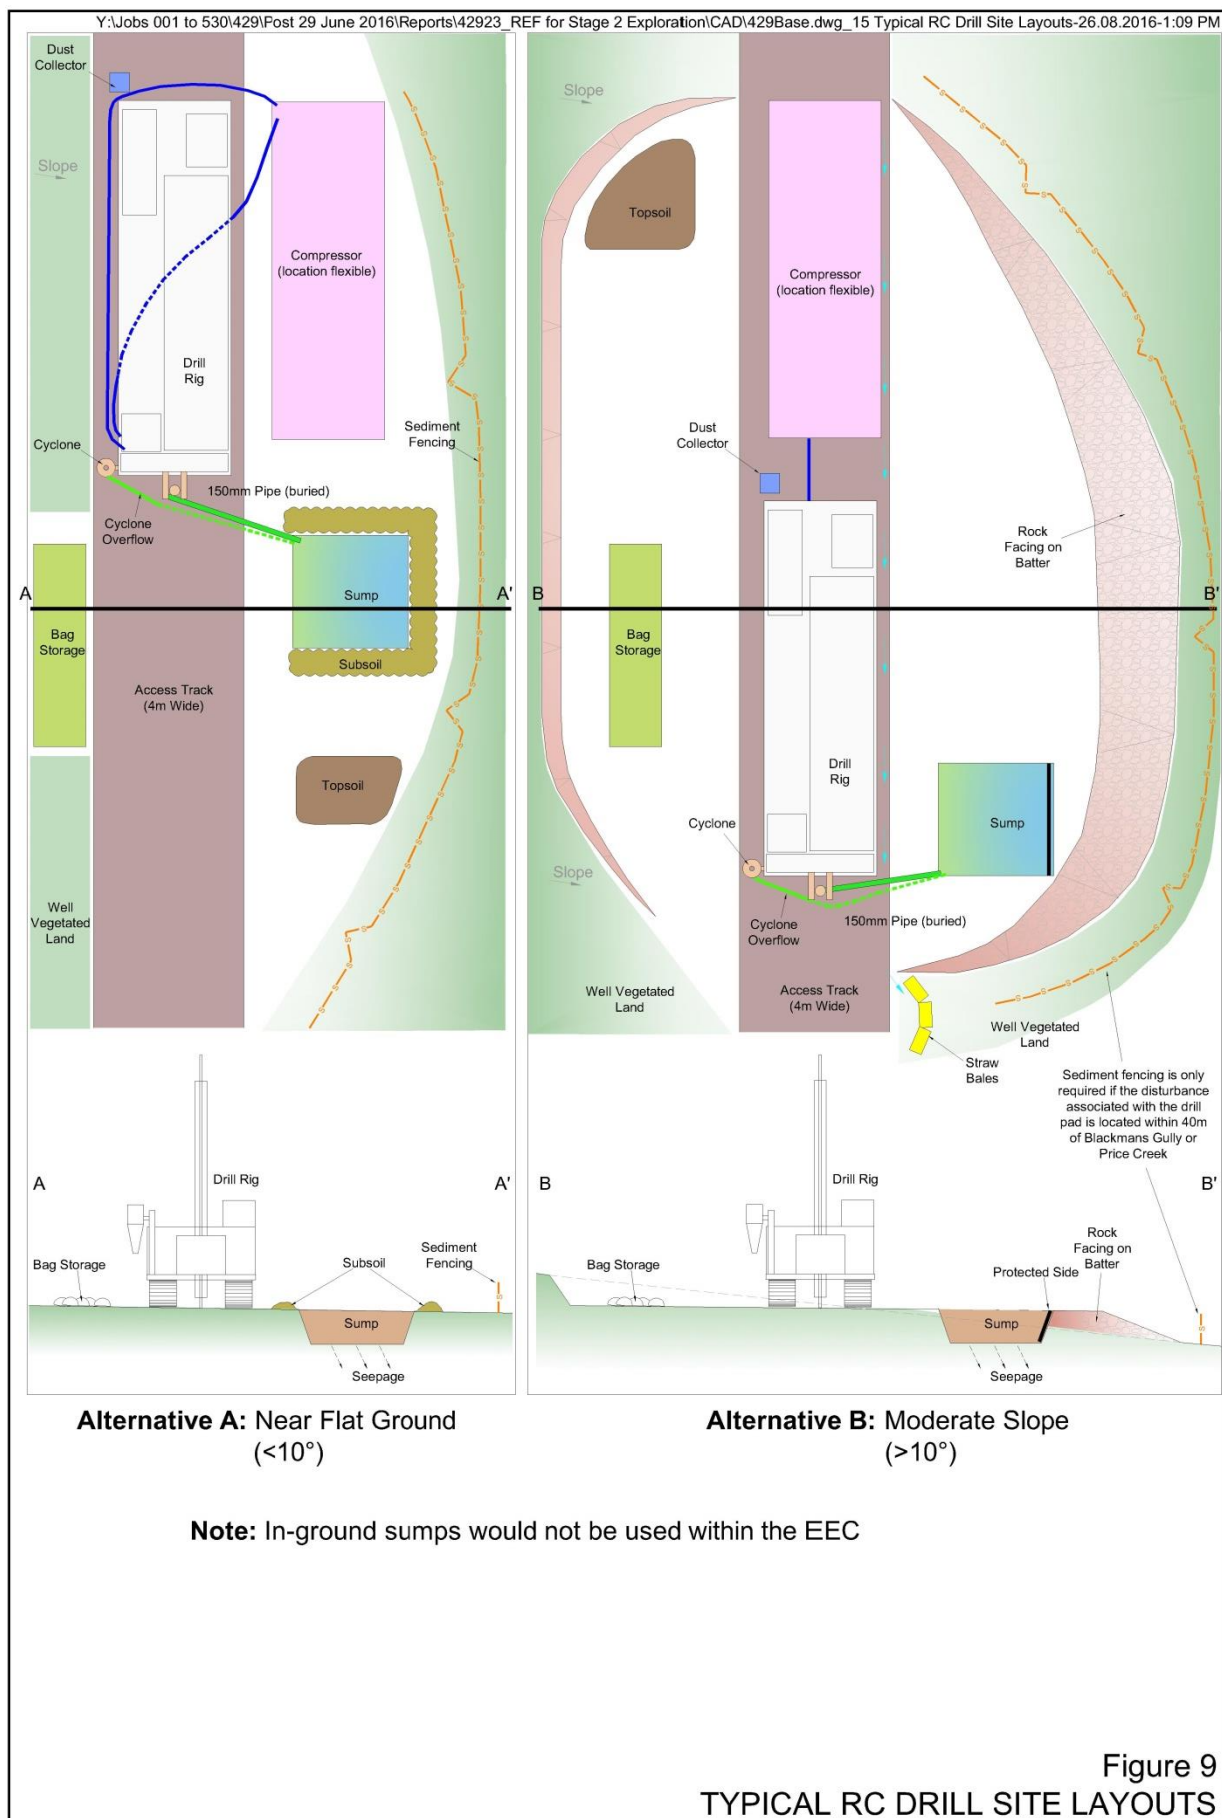 Y:\Jobs 001 to 530\429\Post 29 June 2016\Reports\42923_REF for Stage 2 Exploration\CAD\429Base.dwg_15 Typical RC Drill Site Layouts-26.08.2016-1:09 PM
Dust
Collector
Slope
Compressor
(location flexible)
Drill
Rig
Cyclone
Sediment
Fencing
150mm Pipe (buried)
Cyclone
Overflow
A
A'
Sump
Bag
Storage
Subsoil
Access Track
(4m Wide)
Topsoil
Well
Vegetated
Land
A
A'
Drill Rig
Bag Storage
Subsoil
Sediment
Fencing
Sump
Seepage
Alternative A: Near Flat Ground
(<10°)
Slope
Topsoil
Compressor
(location flexible)
Dust
Collector
Rock
Facing on
Batter
B
B'
Bag
Storage
Drill
Rig
Cyclone
Sump
Slope
Cyclone
Overflow
150mm Pipe (buried)
Well Vegetated
Land
Access Track
(4m Wide)
Well Vegetated
Land
Straw
Bales
Sediment fencing is only
required if the disturbance
associated with the drill
pad is located within 40m
of Blackmans Gully or
Price Creek
B
B'
Drill Rig
Bag Storage
Protected Side
Rock
Facing on
Batter
Sump
Seepage
Alternative B: Moderate Slope
(>10°)
Note: In-ground sumps would not be used within the EEC
Figure 9
TYPICAL RC DRILL SITE LAYOUTS